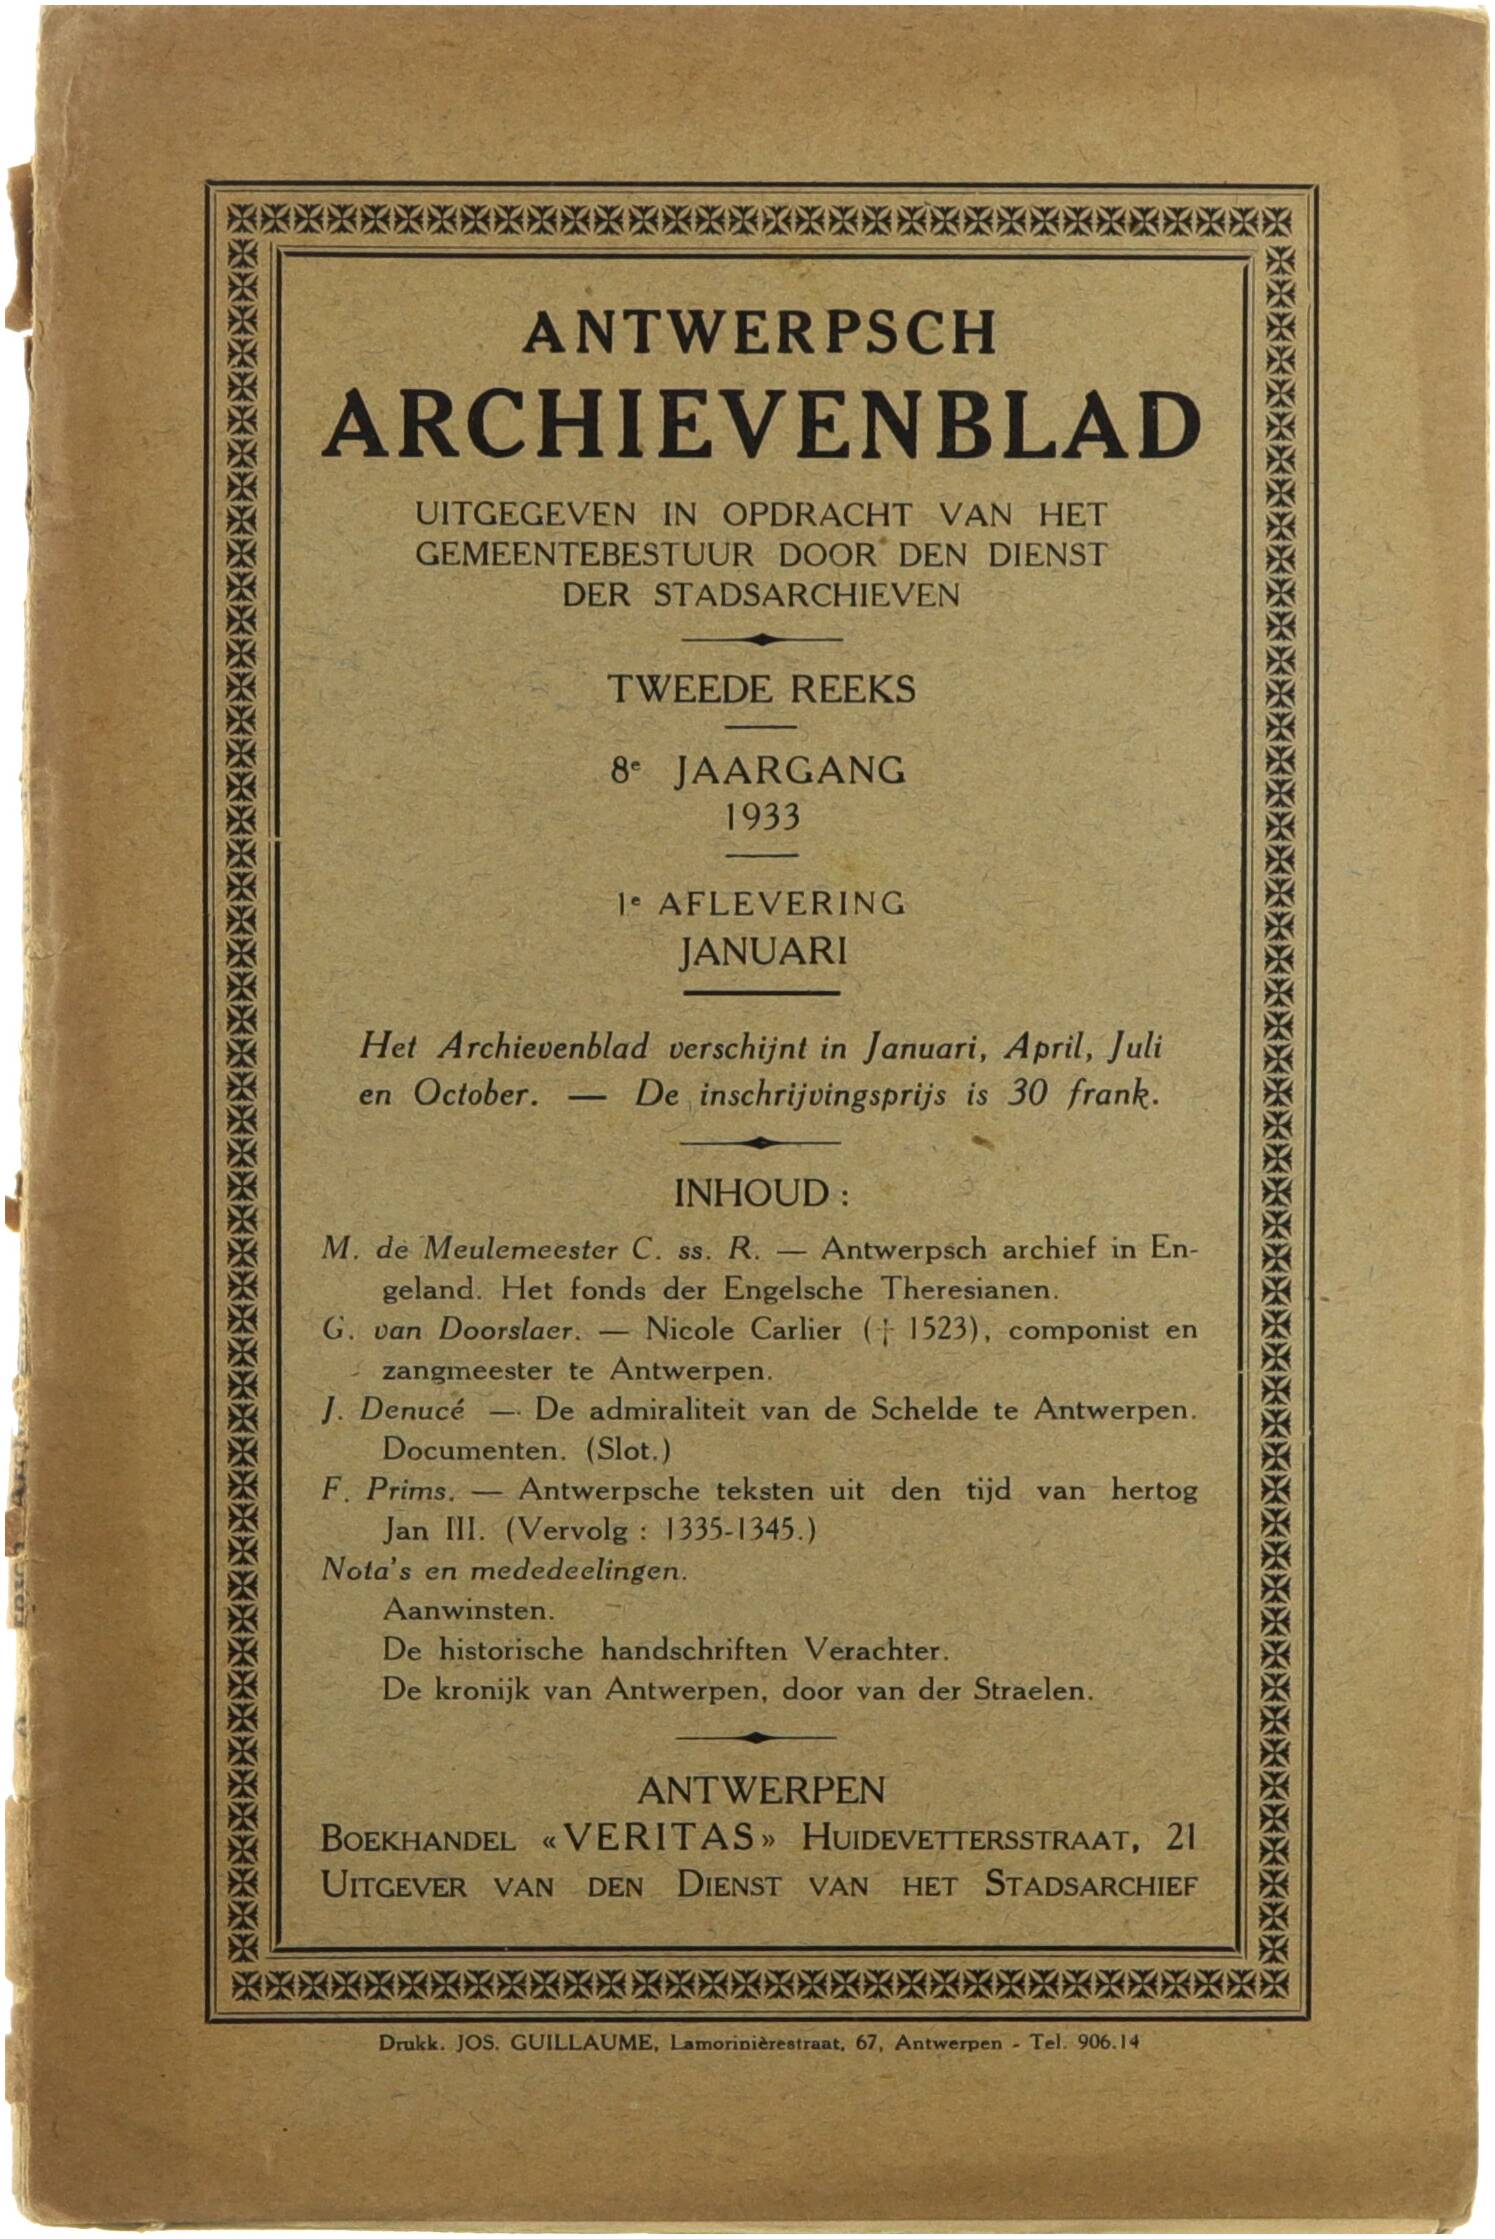 ANTWERPSCH
ARCHIEVENBLAD
UITGEGEVEN IN OPDRACHT VAN HET
GEMEENTEBESTUUR DOOR DEN DIENST
DER STADSARCHIEVEN
TWEEDE REEKS
8e JAARGANG
1933
1e AFLEVERING
JANUARI
Het Archievenblad verschijnt in Januari, April, Juli
en October. — De inschrijvingsprijs is 30 frank.
INHOUD :
M. de Meulemeester C. ss. R. — Antwerpsch archief in En-
geland. Het fonds der Engelsche Theresianen.
G. van Doorslaer. — Nicole Carlier († 1523), componist en
zangmeester te Antwerpen.
J. Denucé — De admiraliteit van de Schelde te Antwerpen.
Documenten. (Slot.)
F. Prims. — Antwerpsche teksten uit den tijd van hertog
Jan III. (Vervolg : 1335-1345.)
Nota's en mededeelingen.
Aanwinsten.
De historische handschriften Verachter.
De kronijk van Antwerpen, door van der Straelen.
ANTWERPEN
BOEKHANDEL «VERITAS» HUIDEVETTERSSTRAAT, 21
UITGEVER VAN DEN DIENST VAN HET STADSARCHIEF
Drukk. JOS. GUILLAUME, Lamorinièrestraat, 67, Antwerpen - Tel. 906.14